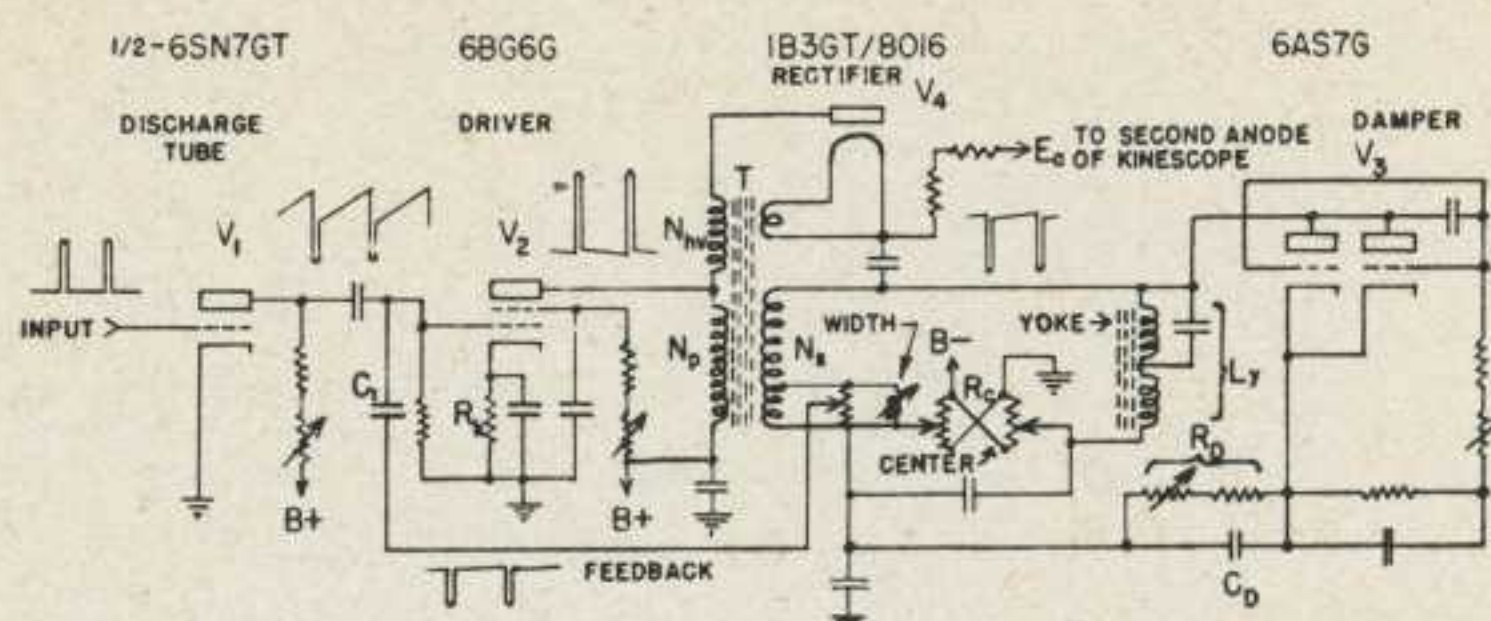 1/2-6SN7GT
6BG6G
1B3GT/8016
6AS7G
RECTIFIER V4
DISCHARGE
TUBE
DRIVER
DAMPER
V3
Ea TO SECOND ANODE
OF KINESCOPE
T
V1
V2
Nhv
INPUT
Np
Ns
WIDTH
B-
YOKE
C1
R
Rc
Ly
CENTER
RD
B+
B+
FEEDBACK
CD